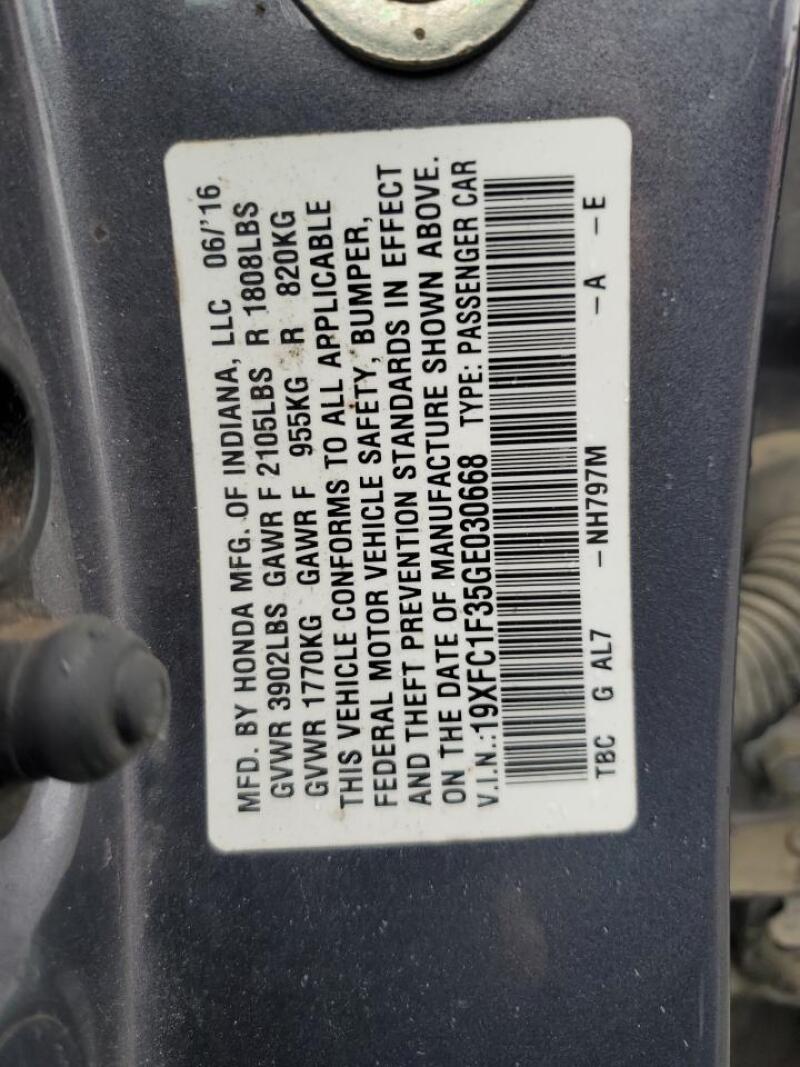 MFD. BY HONDA MFG. OF INDIANA, LLC 06/'16
GVWR 3902LBS GAWR F 2105LBS R 1808LBS
GVWR 1770KG GAWR F 955KG R 820KG
THIS VEHICLE CONFORMS TO ALL APPLICABLE
FEDERAL MOTOR VEHICLE SAFETY, BUMPER,
AND THEFT PREVENTION STANDARDS IN EFFECT
ON THE DATE OF MANUFACTURE SHOWN ABOVE.
V.I.N.:19XFC1F35GE030668 TYPE: PASSENGER CAR
TBC G AL7 -NH797M -A -E